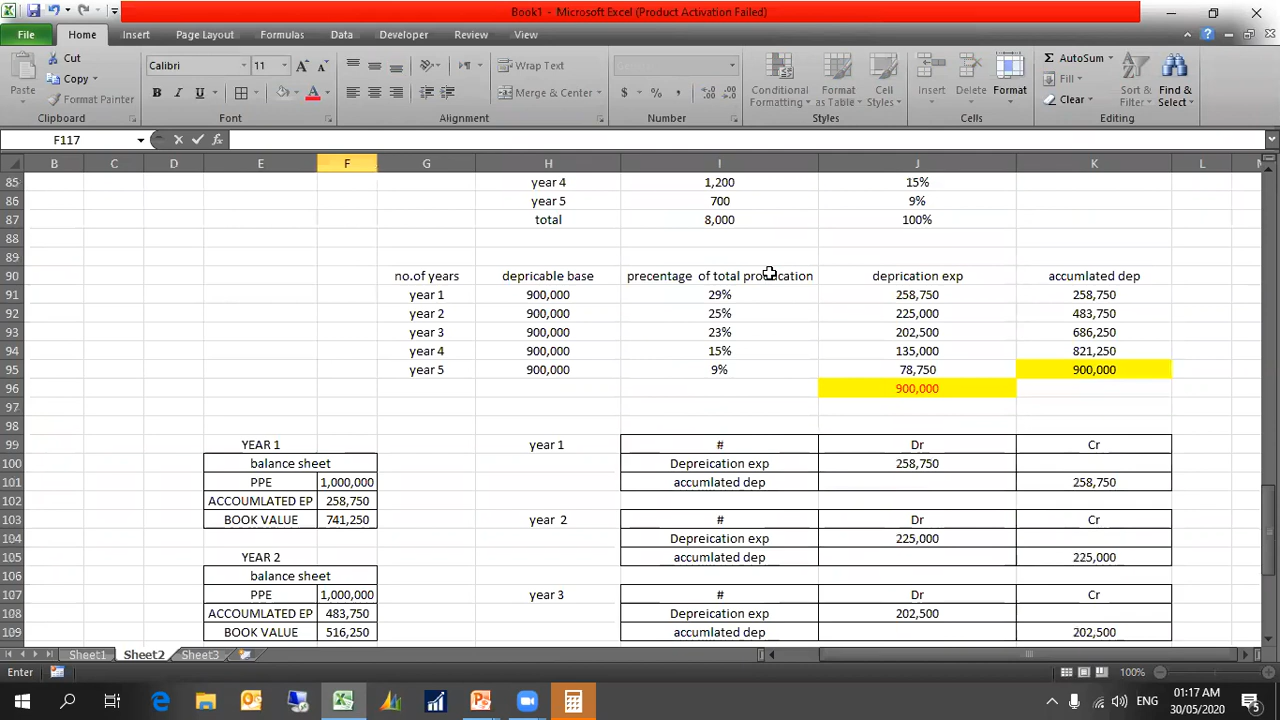 Book1 - Microsoft Excel (Product Activation Failed)
File Home Insert Page Layout Formulas Data Developer Review View
Paste
Cut
Copy
Format Painter
Clipboard
Calibri 11
B I U
Font
Wrap Text
Merge & Center
Alignment
$ % ,
Number
Conditional Formatting
Format as Table
Cell Styles
Styles
Insert Delete Format
Cells
AutoSum
Fill
Clear
Sort & Filter
Find & Select
Editing
F117
B C D E F G H I J K L
85 year 4 1,200 15%
86 year 5 700 9%
87 total 8,000 100%
88
89
90 no.of years depricable base precentage of total production deprication exp accumlated dep
91 year 1 900,000 29% 258,750 258,750
92 year 2 900,000 25% 225,000 483,750
93 year 3 900,000 23% 202,500 686,250
94 year 4 900,000 15% 135,000 821,250
95 year 5 900,000 9% 78,750 900,000
96 900,000
97
98
99 YEAR 1 year 1 # Dr Cr
100 balance sheet Depreication exp 258,750
101 PPE 1,000,000 accumlated dep 258,750
102 ACCOUMLATED EP 258,750
103 BOOK VALUE 741,250 year 2 # Dr Cr
104 Depreication exp 225,000
105 YEAR 2 accumlated dep 225,000
106 balance sheet
107 PPE 1,000,000 year 3 # Dr Cr
108 ACCOUMLATED EP 483,750 Depreication exp 202,500
109 BOOK VALUE 516,250 accumlated dep 202,500
Sheet1 Sheet2 Sheet3
Enter 100%
ENG
01:17 AM
30/05/2020
5